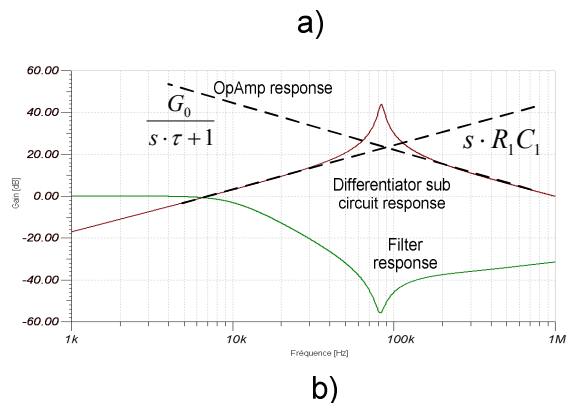 a)
60.00
40.00
20.00
0.00
-20.00
-40.00
-60.00
Gain [dB]
OpAmp response
G0
s·τ+1
s·R1C1
Differentiator sub
circuit response
Filter
response
1k
10k
100k
1M
Fréquence [Hz]
b)